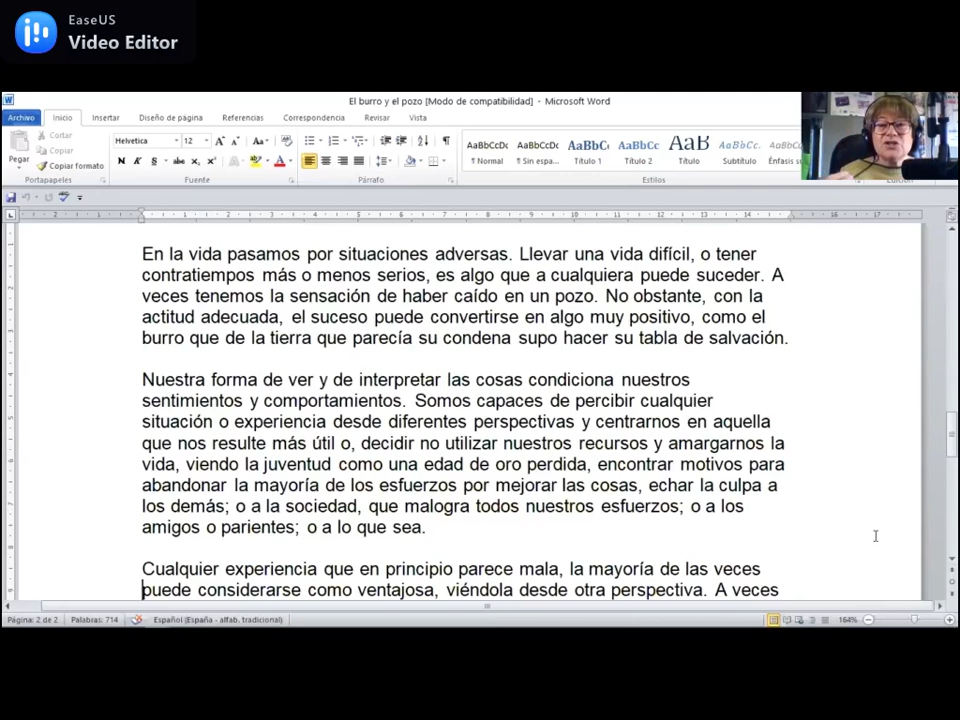 EaseUS
Video Editor
El burro y el pozo [Modo de compatibilidad] - Microsoft Word
Archivo Inicio Insertar Diseño de página Referencias Correspondencia Revisar Vista
Cortar
Copiar
Copiar formato
Pegar
Helvetica 12
AaBbCcDc AaBbCcDc AaBbC AaBbCc AaB AaBbCc. AaBbCcDc
¶ Normal ¶ Sin espa... Título 1 Título 2 Título Subtítulo Énfasis su
Portapapeles Fuente Párrafo Estilos
En la vida pasamos por situaciones adversas. Llevar una vida difícil, o tener
contratiempos más o menos serios, es algo que a cualquiera puede suceder. A
veces tenemos la sensación de haber caído en un pozo. No obstante, con la
actitud adecuada, el suceso puede convertirse en algo muy positivo, como el
burro que de la tierra que parecía su condena supo hacer su tabla de salvación.
Nuestra forma de ver y de interpretar las cosas condiciona nuestros
sentimientos y comportamientos. Somos capaces de percibir cualquier
situación o experiencia desde diferentes perspectivas y centrarnos en aquella
que nos resulte más útil o, decidir no utilizar nuestros recursos y amargarnos la
vida, viendo la juventud como una edad de oro perdida, encontrar motivos para
abandonar la mayoría de los esfuerzos por mejorar las cosas, echar la culpa a
los demás; o a la sociedad, que malogra todos nuestros esfuerzos; o a los
amigos o parientes; o a lo que sea.
Cualquier experiencia que en principio parece mala, la mayoría de las veces
puede considerarse como ventajosa, viéndola desde otra perspectiva. A veces
Página: 2 de 2 Palabras: 714 Español (España - alfab. tradicional) 164%